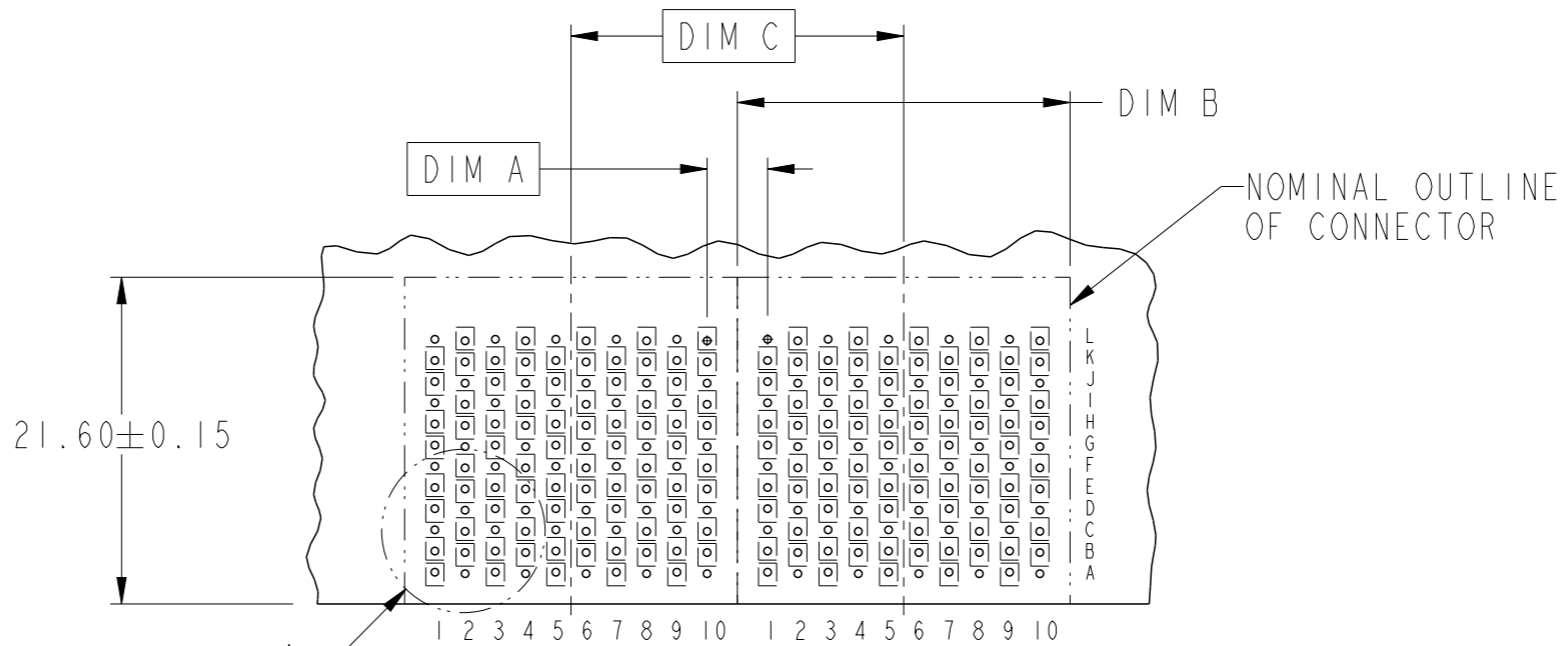 DIM C
DIM B
DIM A
NOMINAL OUTLINE
OF CONNECTOR
21.60±0.15
L
K
J
I
H
G
F
E
D
C
B
A
1 2 3 4 5 6 7 8 9 10 1 2 3 4 5 6 7 8 9 10